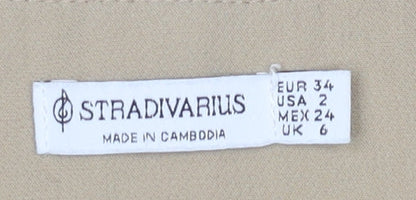 STRADIVARIUS
MADE IN CAMBODIA
EUR 34
USA 2
MEX 24
UK 6